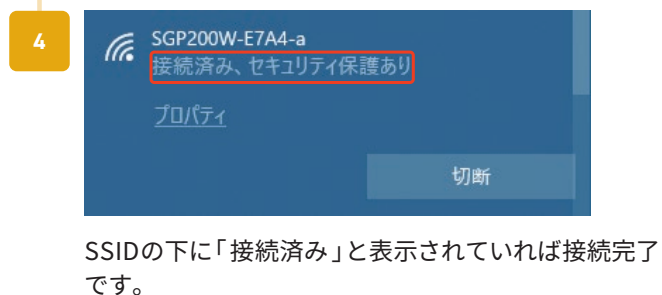 4
SGP200W-E7A4-a
接続済み、セキュリティ保護あり
プロパティ
切断
SSIDの下に「接続済み」と表示されていれば接続完了
です。